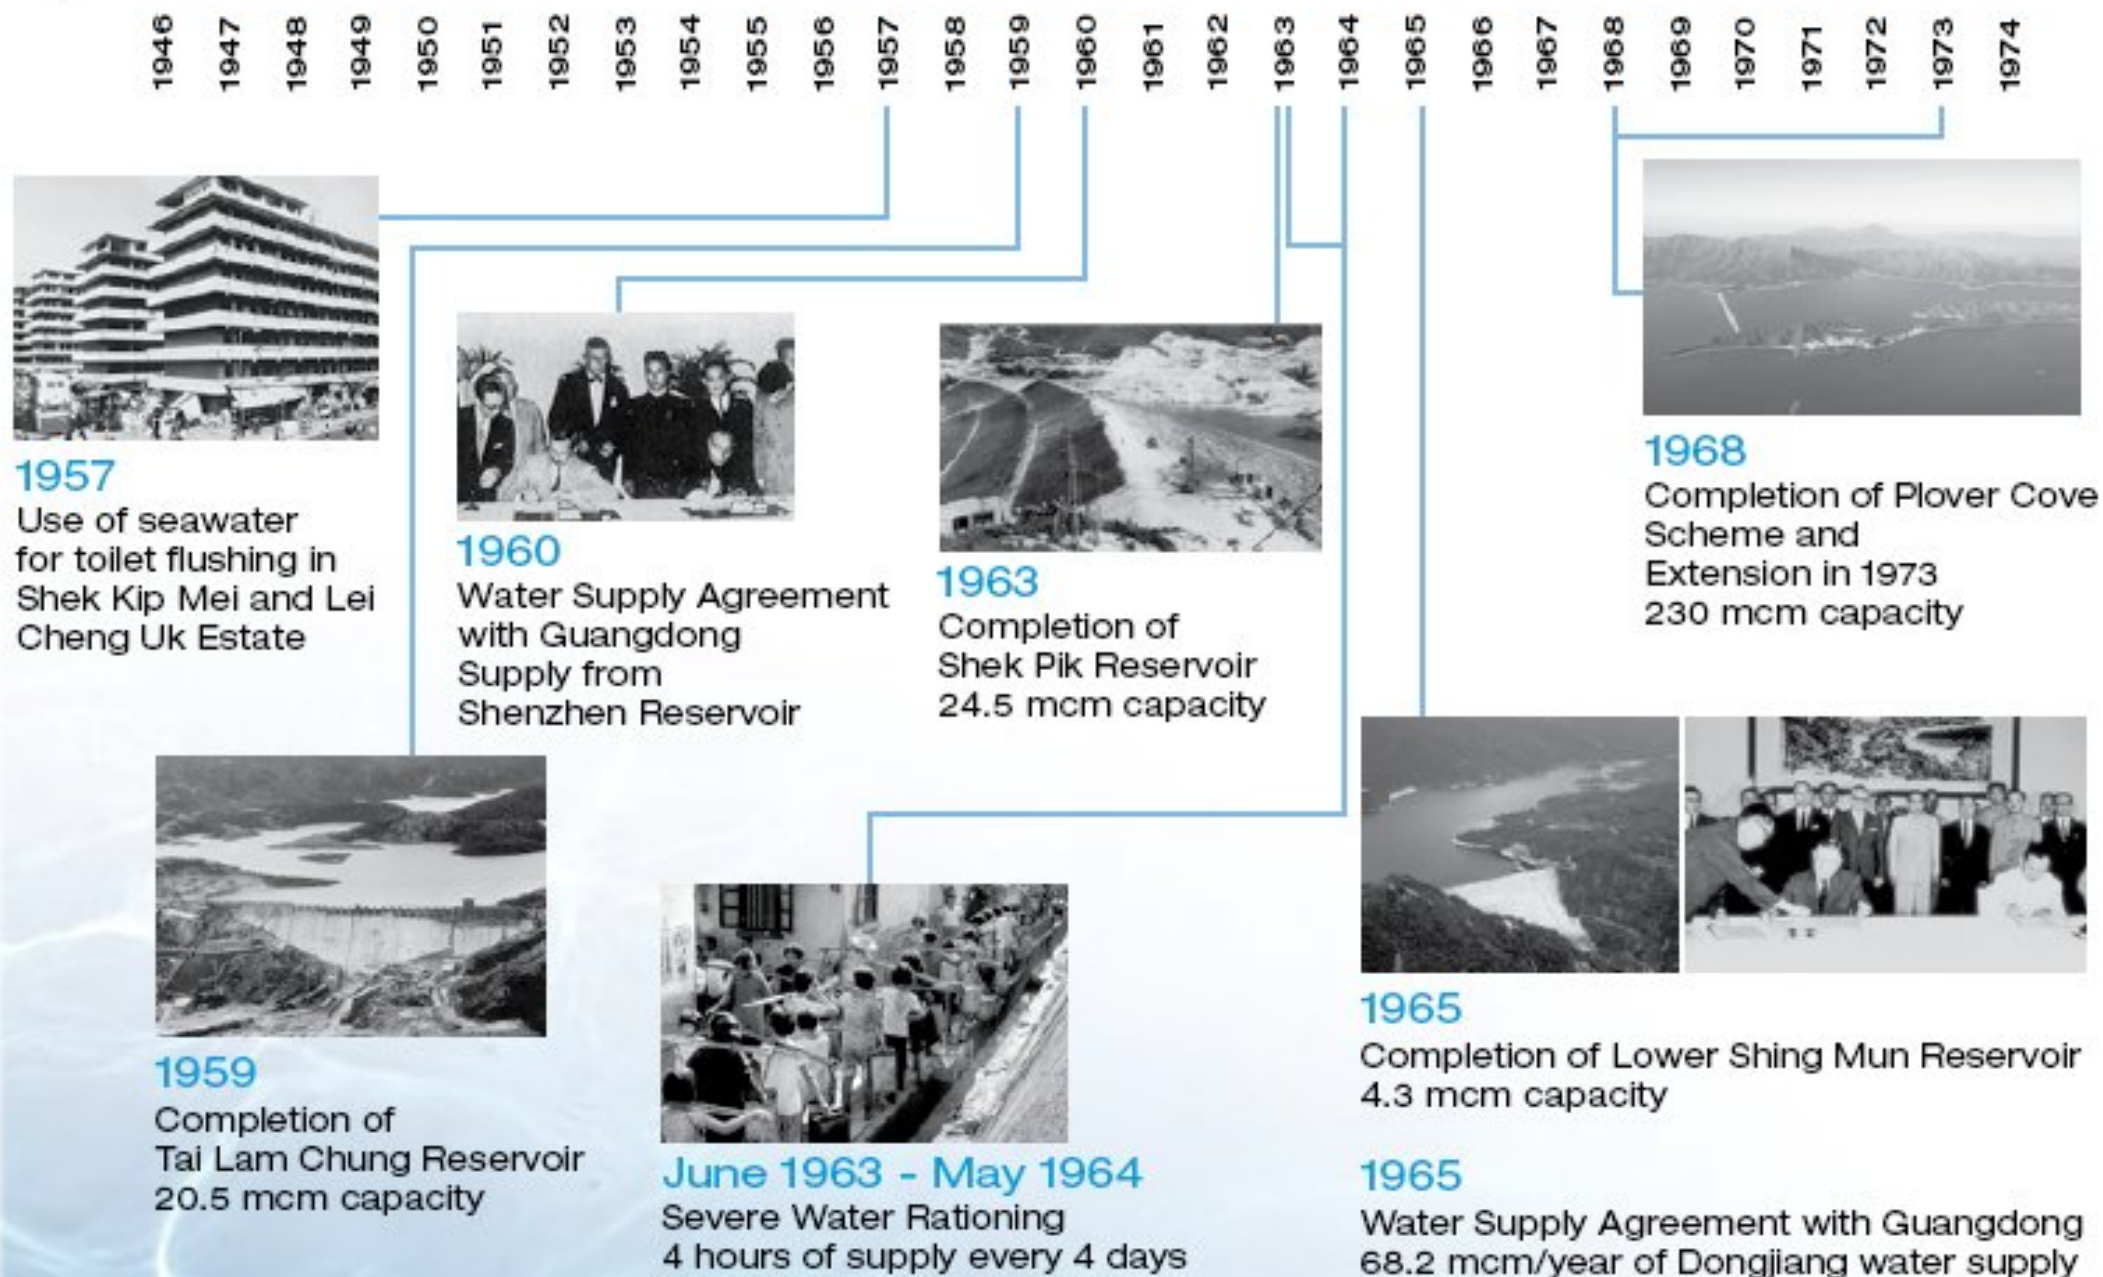 1946 1947 1948 1949 1950 1951 1952 1953 1954 1955 1956 1957 1958 1959 1960 1961 1962 1963 1964 1965 1966 1967 1968 1969 1970 1971 1972 1973 1974
1957
Use of seawater
for toilet flushing in
Shek Kip Mei and Lei
Cheng Uk Estate
1959
Completion of
Tai Lam Chung Reservoir
20.5 mcm capacity
1960
Water Supply Agreement
with Guangdong
Supply from
Shenzhen Reservoir
1963
Completion of
Shek Pik Reservoir
24.5 mcm capacity
June 1963 - May 1964
Severe Water Rationing
4 hours of supply every 4 days
1965
Completion of Lower Shing Mun Reservoir
4.3 mcm capacity
1965
Water Supply Agreement with Guangdong
68.2 mcm/year of Dongjiang water supply
1968
Completion of Plover Cove
Scheme and
Extension in 1973
230 mcm capacity